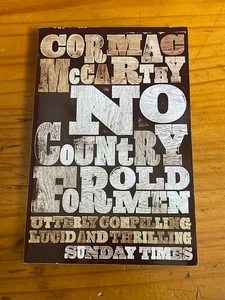 CORMAC
McCARTHY
NO
COUNTRY
FOR OLD
MEN
UTTERLY COMPELLING
LUCID AND THRILLING
SUNDAY TIMES